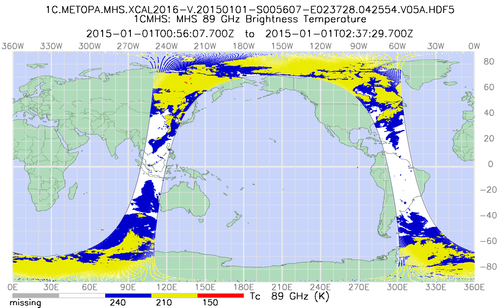 1C.METOPA.MHS.XCAL2016-V.20150101-S005607-E023728.042554.V05A.HDF5
1CMHS: MHS 89 GHz Brightness Temperature
2015-01-01T00:56:07.700Z to 2015-01-01T02:37:29.700Z
360W 330W 300W 270W 240W 210W 180W 150W 120W 90W 60W 30W 0W
80
60
40
20
0
-20
-40
-60
-80
0E 30E 60E 90E 120E 150E 180E 210E 240E 270E 300E 330E 360E
missing 240 210 150 Tc 89 GHz (K)